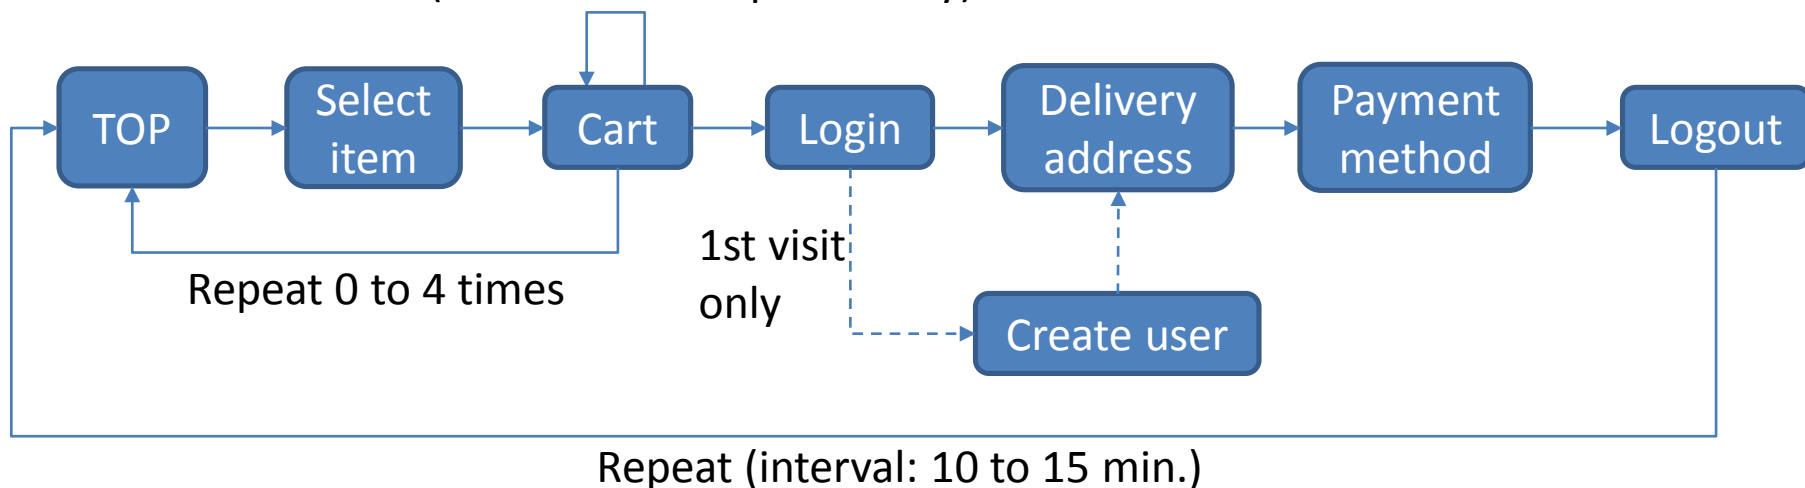 TOP
Select
item
Cart
Login
Delivery
address
Payment
method
Logout
Repeat 0 to 4 times
1st visit
only
Create user
Repeat (interval: 10 to 15 min.)